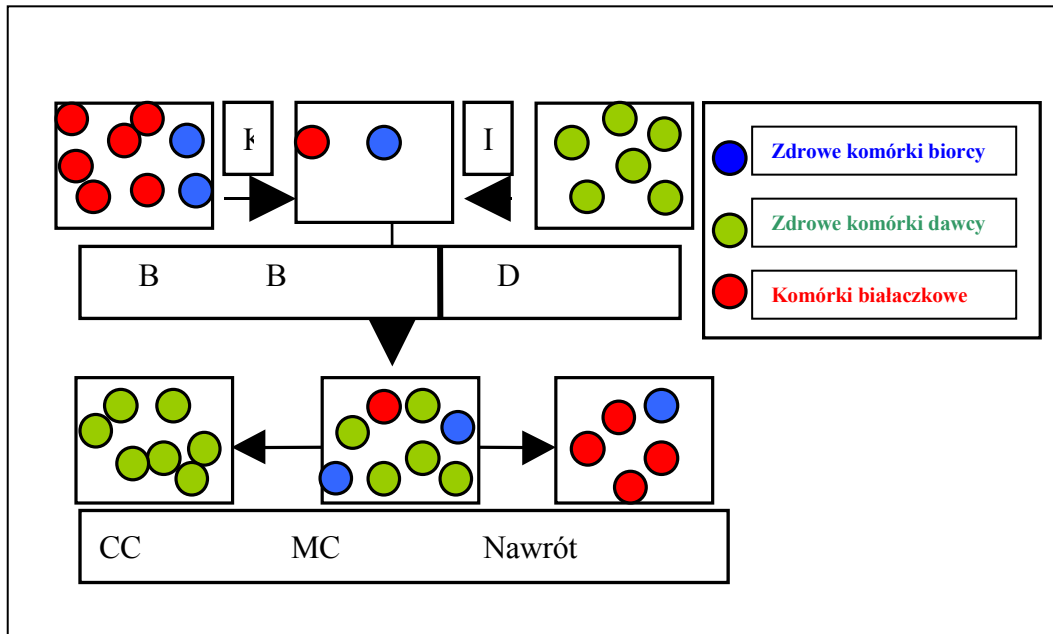 K
I
Zdrowe komórki biorcy
Zdrowe komórki dawcy
Komórki białaczkowe
B B D
CC MC Nawrót